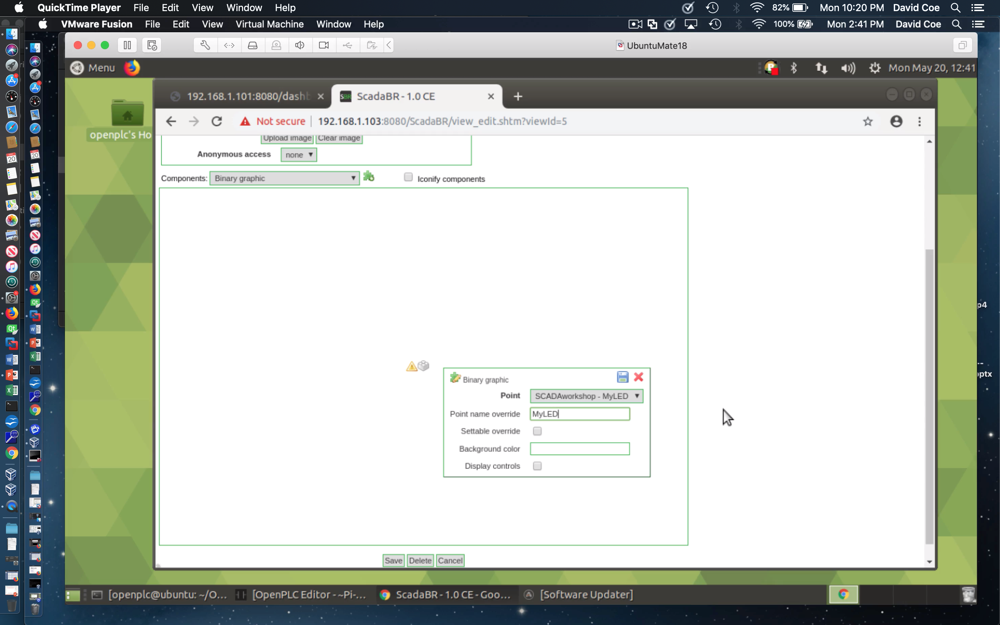 QuickTime Player File Edit View Window Help 82% Mon 10:20 PM David Coe
VMware Fusion File Edit View Virtual Machine Window Help 100% Mon 2:41 PM David Coe
UbuntuMate18
Menu Mon May 20, 12:41
192.168.1.101:8080/dashb ScadaBR - 1.0 CE
Not secure 192.168.1.103:8080/ScadaBR/view_edit.shtm?viewId=5
openplc's Ho
Upload image Clear image
Anonymous access none
Components: Binary graphic Iconify components
Binary graphic
Point SCADAworkshop - MyLED
Point name override MyLED
Settable override
Background color
Display controls
Save Delete Cancel
p4
pptx
[openplc@ubuntu: ~/O... [OpenPLC Editor - ~Pi-... ScadaBR - 1.0 CE - Goo... [Software Updater]